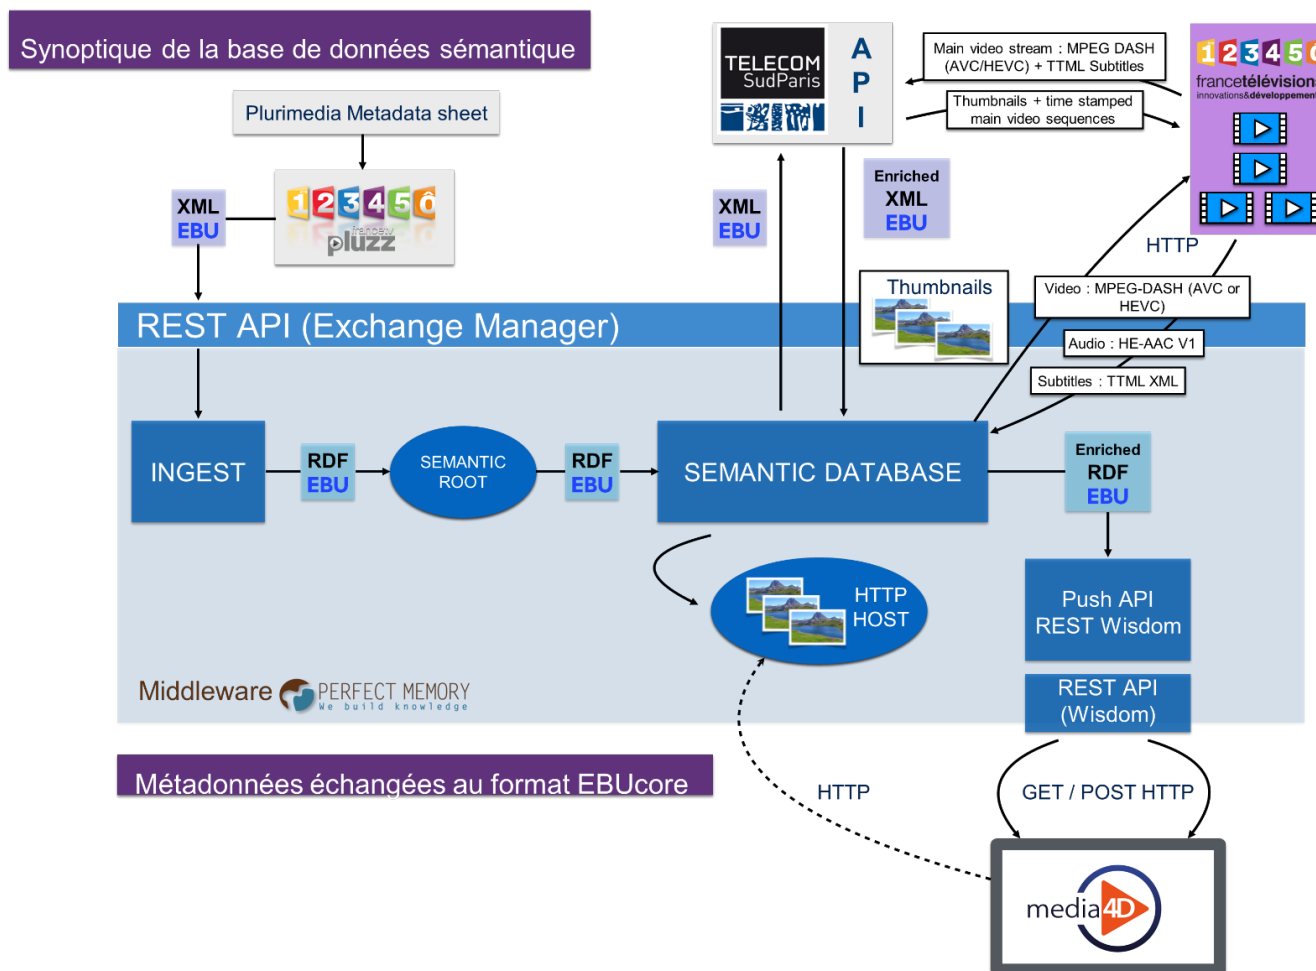 Synoptique de la base de données sémantique
Plurimedia Metadata sheet
XML
EBU
123450
francetv
pluzz
TELECOM
SudParis
A
P
I
Main video stream : MPEG DASH
(AVC/HEVC) + TTML Subtitles
Thumbnails + time stamped
main video sequences
123450
francetélévisions
innovations&développement
XML
EBU
Enriched
XML
EBU
HTTP
Thumbnails
Video : MPEG-DASH (AVC or
HEVC)
Audio : HE-AAC V1
Subtitles : TTML XML
REST API (Exchange Manager)
INGEST
RDF
EBU
SEMANTIC
ROOT
RDF
EBU
SEMANTIC DATABASE
Enriched
RDF
EBU
HTTP
HOST
Push API
REST Wisdom
Middleware
PERFECT MEMORY
We build knowledge
REST API
(Wisdom)
Métadonnées échangées au format EBUcore
HTTP
GET / POST HTTP
media4D